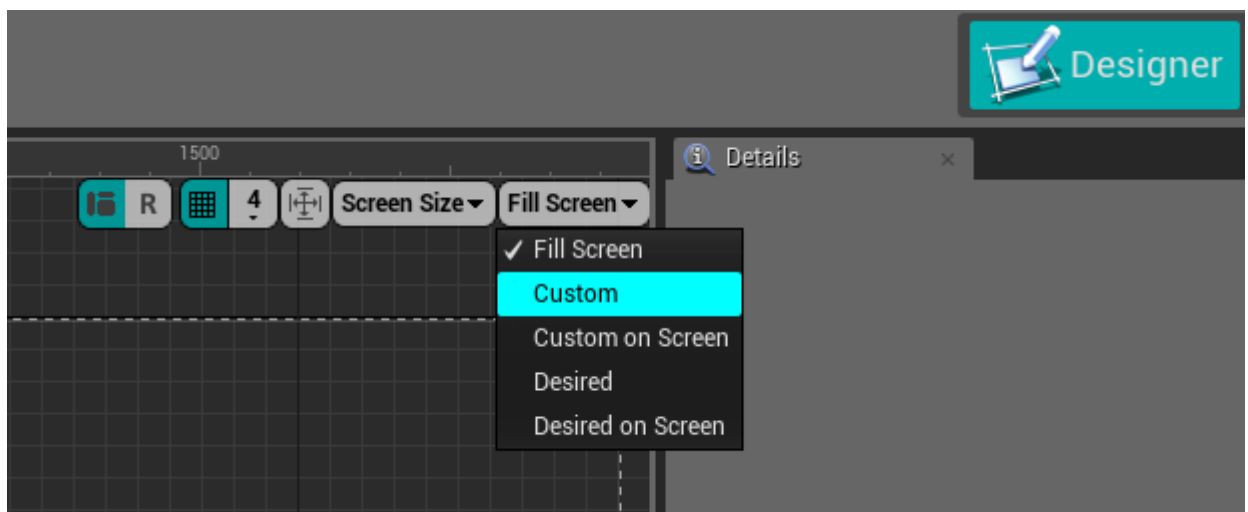 Designer
1500
Details
R
4
Screen Size
Fill Screen
Fill Screen
Custom
Custom on Screen
Desired
Desired on Screen